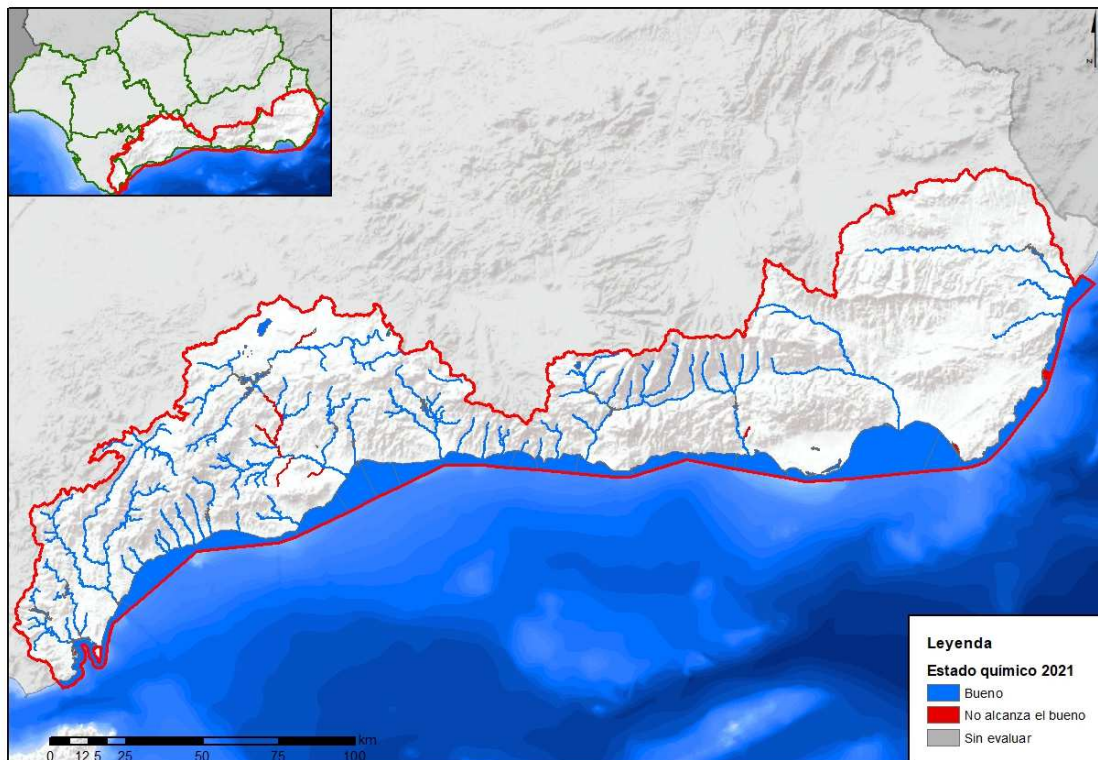 z
Leyenda
Estado químico 2021
Bueno
No alcanza el bueno
Sin evaluar
km
0 12,5 25 50 75 100